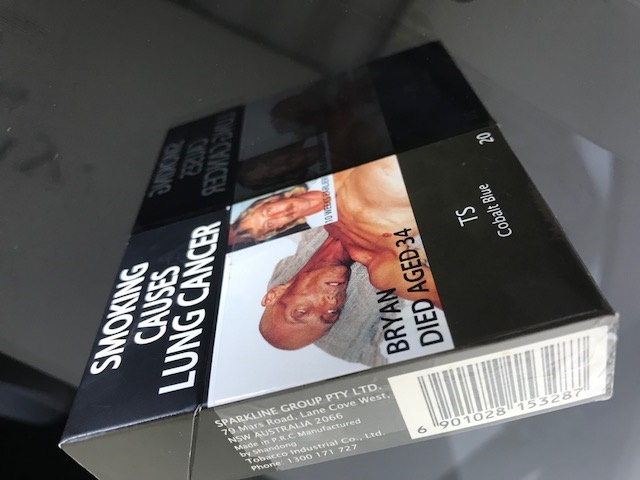 SMOKING
CAUSES
LUNG CANCER
BRYAN
DIED AGED 34
TS
Cobalt Blue
20
SPARKLINE GROUP PTY LTD.
79 Mars Road, Lane Cove West,
NSW AUSTRALIA 2066
Made in P.R.C Manufactured
by Shandong
Tobacco Industrial Co., Ltd.
Phone 1300 171 727
6 901028 153287